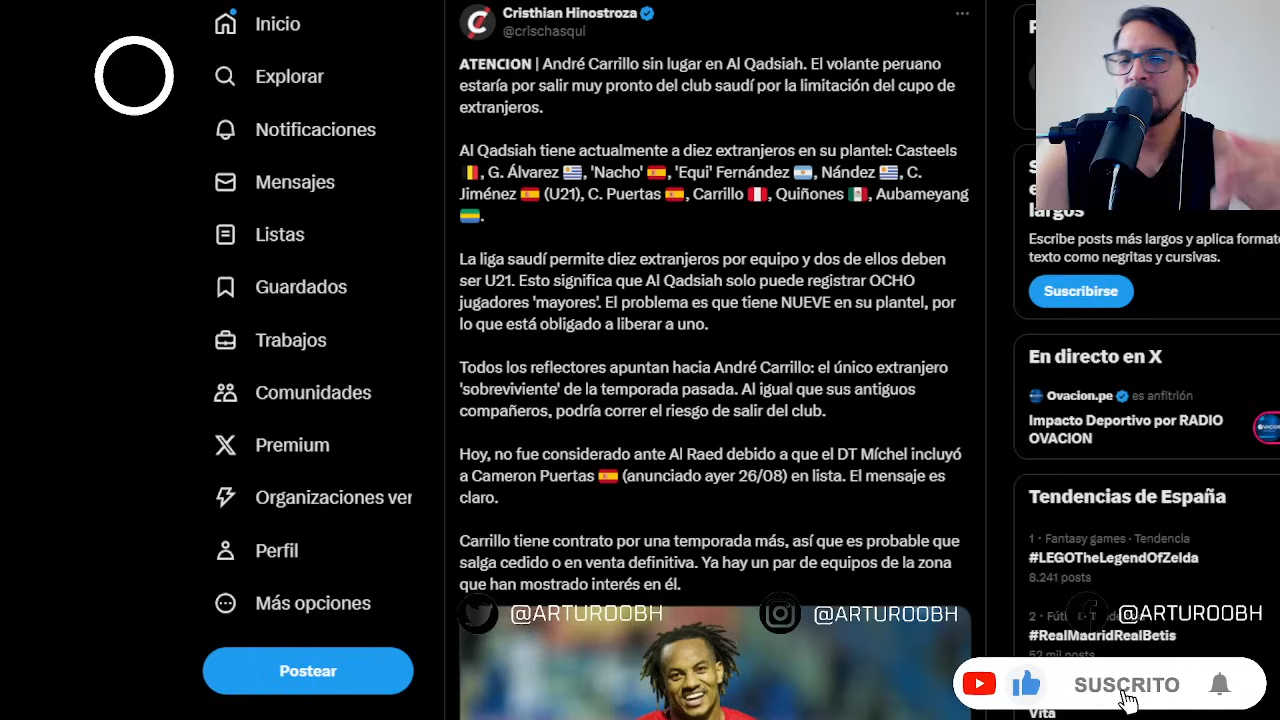 Inicio
Explorar
Notificaciones
Mensajes
Listas
Guardados
Trabajos
Comunidades
Premium
Organizaciones ver
Perfil
Más opciones
Postear
Cristhian Hinostroza
@crischasqui
ATENCION | André Carrillo sin lugar en Al Qadsiah. El volante peruano
estaría por salir muy pronto del club saudí por la limitación del cupo de
extranjeros.
Al Qadsiah tiene actualmente a diez extranjeros en su plantel: Casteels
🇧🇪, G. Álvarez 🇺🇾, 'Nacho' 🇪🇸, 'Equi' Fernández 🇦🇷, Nández 🇺🇾, C.
Jiménez 🇪🇸 (U21), C. Puertas 🇪🇸, Carrillo 🇵🇪, Quiñones 🇲🇽, Aubameyang
🇬🇦.
La liga saudí permite diez extranjeros por equipo y dos de ellos deben
ser U21. Esto significa que Al Qadsiah solo puede registrar OCHO
jugadores 'mayores'. El problema es que tiene NUEVE en su plantel, por
lo que está obligado a liberar a uno.
Todos los reflectores apuntan hacia André Carrillo: el único extranjero
'sobreviviente' de la temporada pasada. Al igual que sus antiguos
compañeros, podría correr el riesgo de salir del club.
Hoy, no fue considerado ante Al Raed debido a que el DT Míchel incluyó
a Cameron Puertas 🇪🇸 (anunciado ayer 26/08) en lista. El mensaje es
claro.
Carrillo tiene contrato por una temporada más, así que es probable que
salga cedido o en venta definitiva. Ya hay un par de equipos de la zona
que han mostrado interés en él.
@ARTUROOBH
@ARTUROOBH
@ARTUROOBH
largos
Escribe posts más largos y aplica formato
texto como negritas y cursivas.
Suscribirse
En directo en X
Ovacion.pe es anfitrión
Impacto Deportivo por RADIO
OVACION
Tendencias de España
1 · Fantasy games · Tendencia
#LEGOTheLegendOfZelda
8.241 posts
#RealMadridRealBetis
52 mil posts
SUSCRITO
Vita